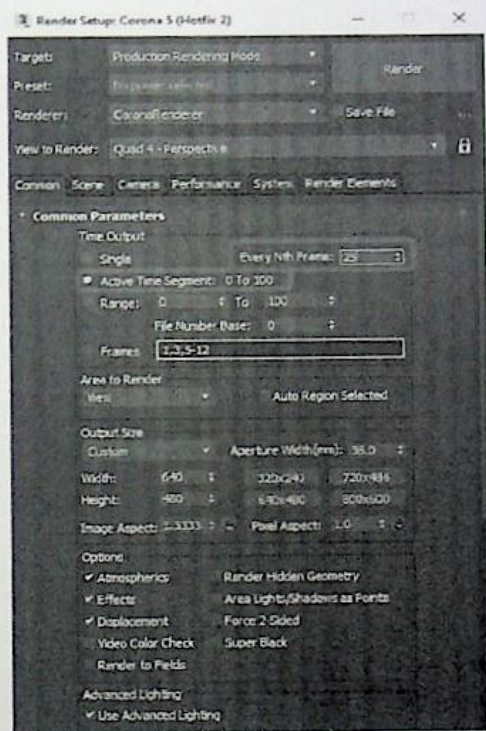 Render Setup: Corona 5 (Hotfix 2)
Target: Production Rendering Mode
Render
Preset:
Renderer: CoronaRenderer Save File
View to Render: Quad 4 - Perspective
Common Scene Camera Performance System Render Elements
Common Parameters
Time Output
Single Every Nth Frame: 25
Active Time Segment: 0 To 100
Range: 0 To 100
File Number Base: 0
Frames 1,3,5-12
Area to Render
View Auto Region Selected
Output Size
Custom Aperture Width(mm): 36.0
Width: 640 320x240 720x486
Height: 480 640x480 800x600
Image Aspect: 1.3333 Pixel Aspect: 1.0
Options
Atmospherics Render Hidden Geometry
Effects Area Lights/Shadows as Points
Displacement Force 2-Sided
Video Color Check Super Black
Render to Fields
Advanced Lighting
Use Advanced Lighting